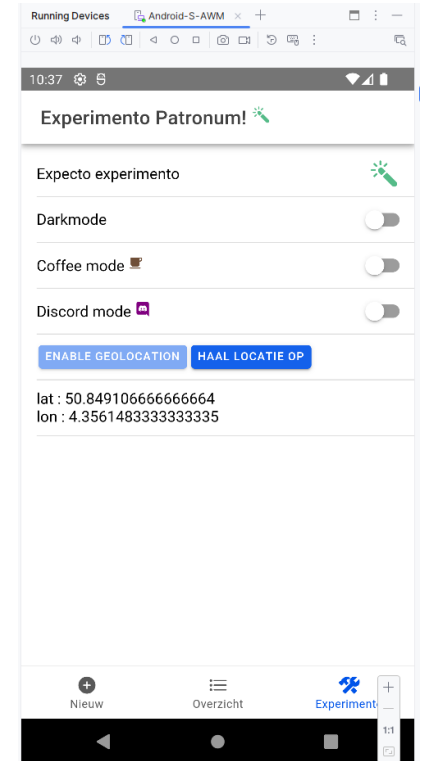 Running Devices Android-S-AWM
10:37
Experimento Patronum!
Expecto experimento
Darkmode
Coffee mode
Discord mode
ENABLE GEOLOCATION HAAL LOCATIE OP
lat : 50.849106666666664
lon : 4.3561483333333335
Nieuw Overzicht Experiment
1:1